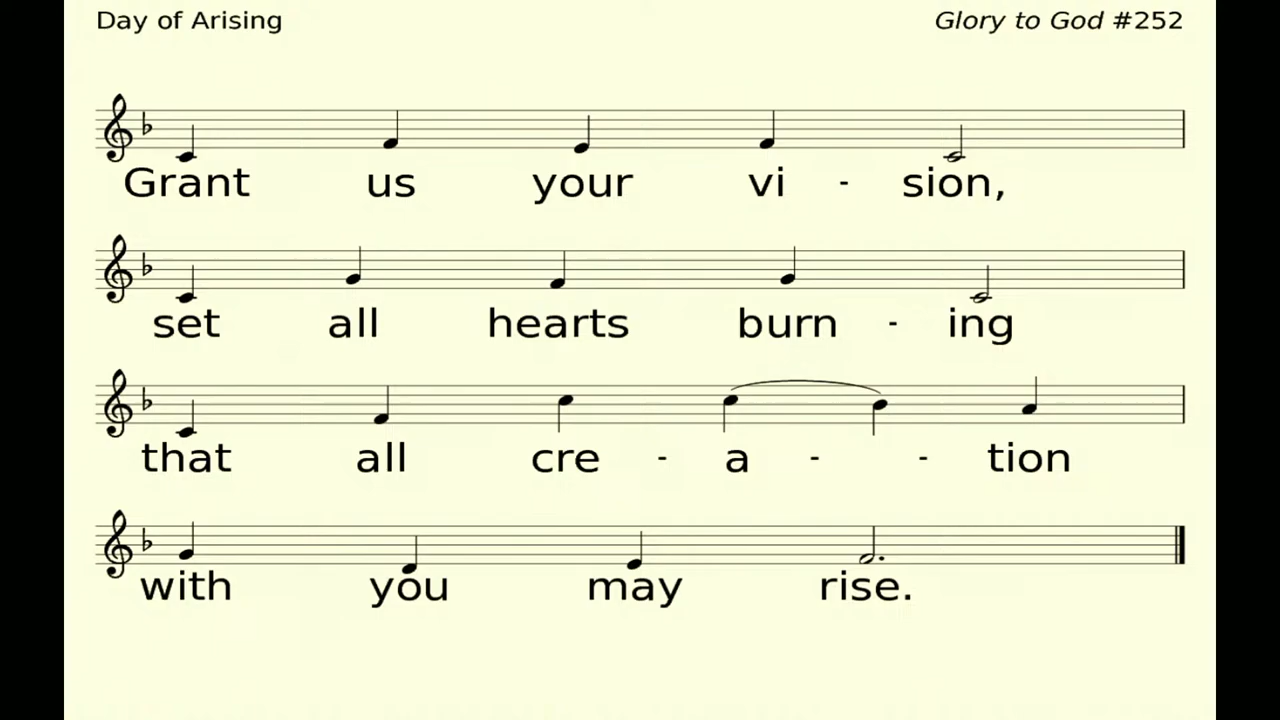 Day of Arising Glory to God #252
Grant us your vi - sion,
set all hearts burn - ing
that all cre - a - - tion
with you may rise.